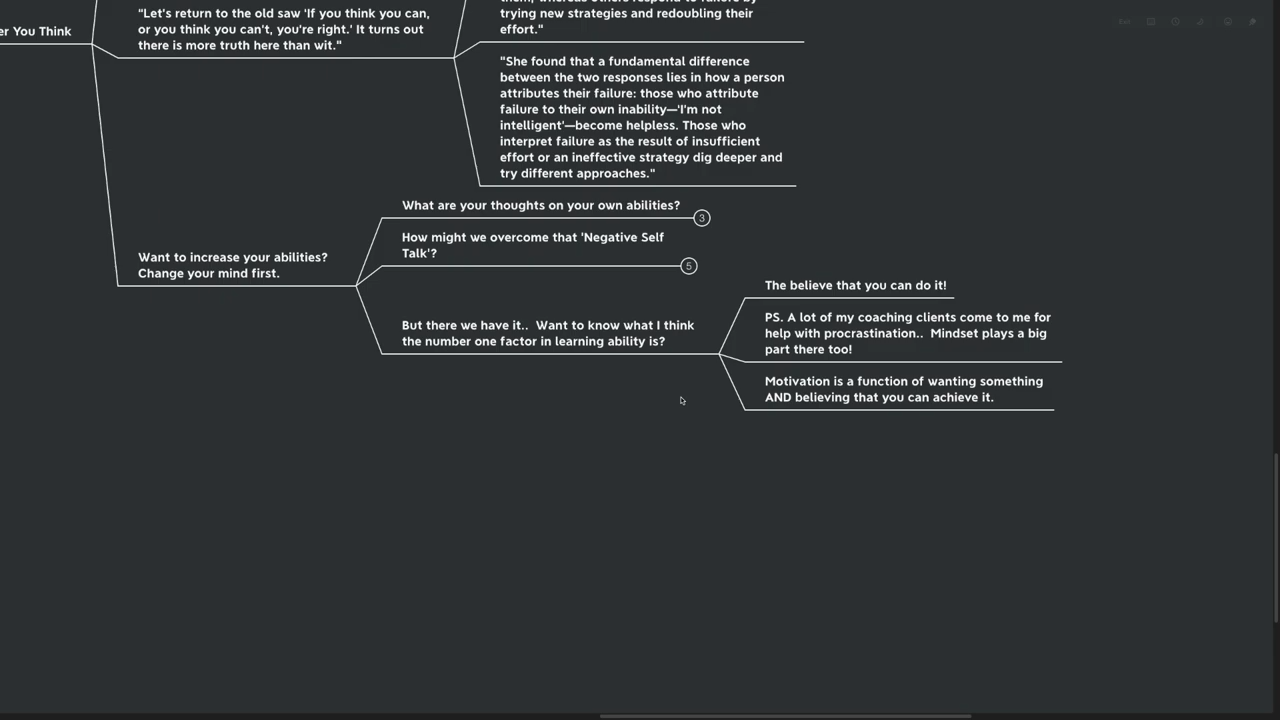 er You Think
"Let's return to the old saw 'If you think you can,
or you think you can't, you're right.' It turns out
there is more truth here than wit."
them, whereas others respond to failure by
trying new strategies and redoubling their
effort."
"She found that a fundamental difference
between the two responses lies in how a person
attributes their failure: those who attribute
failure to their own inability—'I'm not
intelligent'—become helpless. Those who
interpret failure as the result of insufficient
effort or an ineffective strategy dig deeper and
try different approaches."
Want to increase your abilities?
Change your mind first.
What are your thoughts on your own abilities?
3
How might we overcome that 'Negative Self
Talk'?
5
But there we have it..  Want to know what I think
the number one factor in learning ability is?
The believe that you can do it!
PS. A lot of my coaching clients come to me for
help with procrastination..  Mindset plays a big
part there too!
Motivation is a function of wanting something
AND believing that you can achieve it.